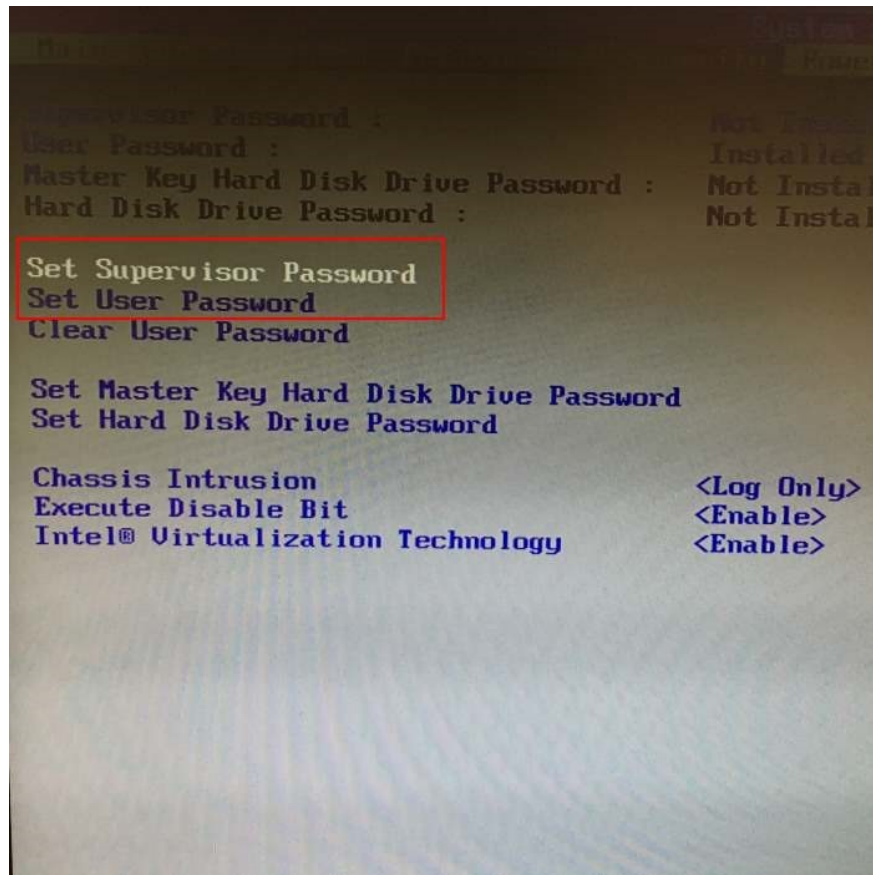 System
Main
Supervisor Password :
User Password : Installed
Master Key Hard Disk Drive Password : Not Instal
Hard Disk Drive Password : Not Instal
Set Supervisor Password
Set User Password
Clear User Password
Set Master Key Hard Disk Drive Password
Set Hard Disk Drive Password
Chassis Intrusion <Log Only>
Execute Disable Bit <Enable>
Intel® Virtualization Technology <Enable>